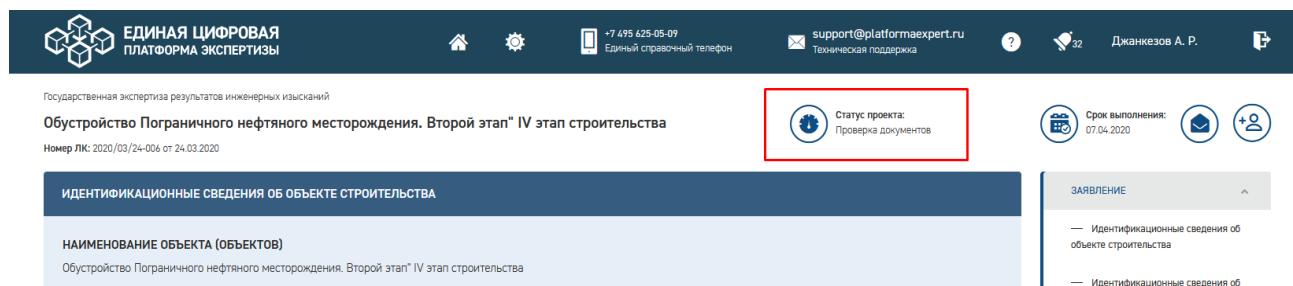 ЕДИНАЯ ЦИФРОВАЯ
ПЛАТФОРМА ЭКСПЕРТИЗЫ
+7 495 625-05-09
Единый справочный телефон
support@platformaexpert.ru
Техническая поддержка
?
32
Джанкезов А. Р.
Государственная экспертиза результатов инженерных изысканий
Обустройство Пограничного нефтяного месторождения. Второй этап" IV этап строительства
Номер ЛК: 2020/03/24-006 от 24.03.2020
Статус проекта:
Проверка документов
Срок выполнения:
07.04.2020
ИДЕНТИФИКАЦИОННЫЕ СВЕДЕНИЯ ОБ ОБЪЕКТЕ СТРОИТЕЛЬСТВА
НАИМЕНОВАНИЕ ОБЪЕКТА (ОБЪЕКТОВ)
Обустройство Пограничного нефтяного месторождения. Второй этап" IV этап строительства
ЗАЯВЛЕНИЕ
— Идентификационные сведения об
объекте строительства
— Идентификационные сведения об